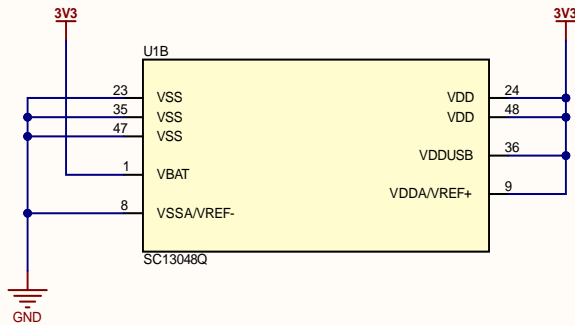 3V3
3V3
U1B
23 VSS VDD 24
35 VSS VDD 48
47 VSS
VDDUSB 36
1 VBAT
VDDA/VREF+ 9
8 VSSA/VREF-
SC13048Q
GND